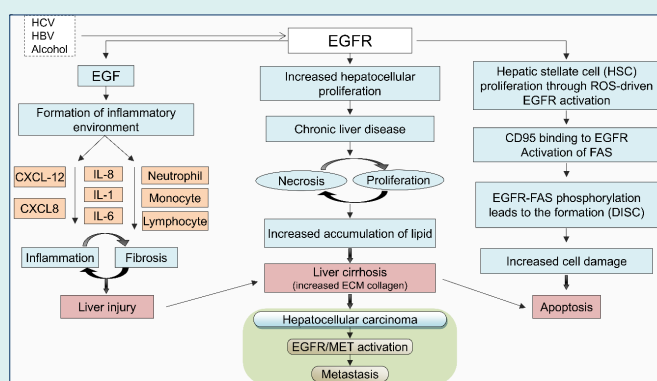 HCV
HBV
Alcohol
EGFR
EGF
Formation of inflammatory
environment
CXCL-12
CXCL8
IL-8
IL-1
IL-6
Neutrophil
Monocyte
Lymphocyte
Inflammation
Fibrosis
Liver injury
Increased hepatocellular
proliferation
Chronic liver disease
Necrosis
Proliferation
Increased accumulation of lipid
Liver cirrhosis
(increased ECM collagen)
Hepatocellular carcinoma
EGFR/MET activation
Metastasis
Hepatic stellate cell (HSC)
proliferation through ROS-driven
EGFR activation
CD95 binding to EGFR
Activation of FAS
EGFR-FAS phosphorylation
leads to the formation (DISC)
Increased cell damage
Apoptosis